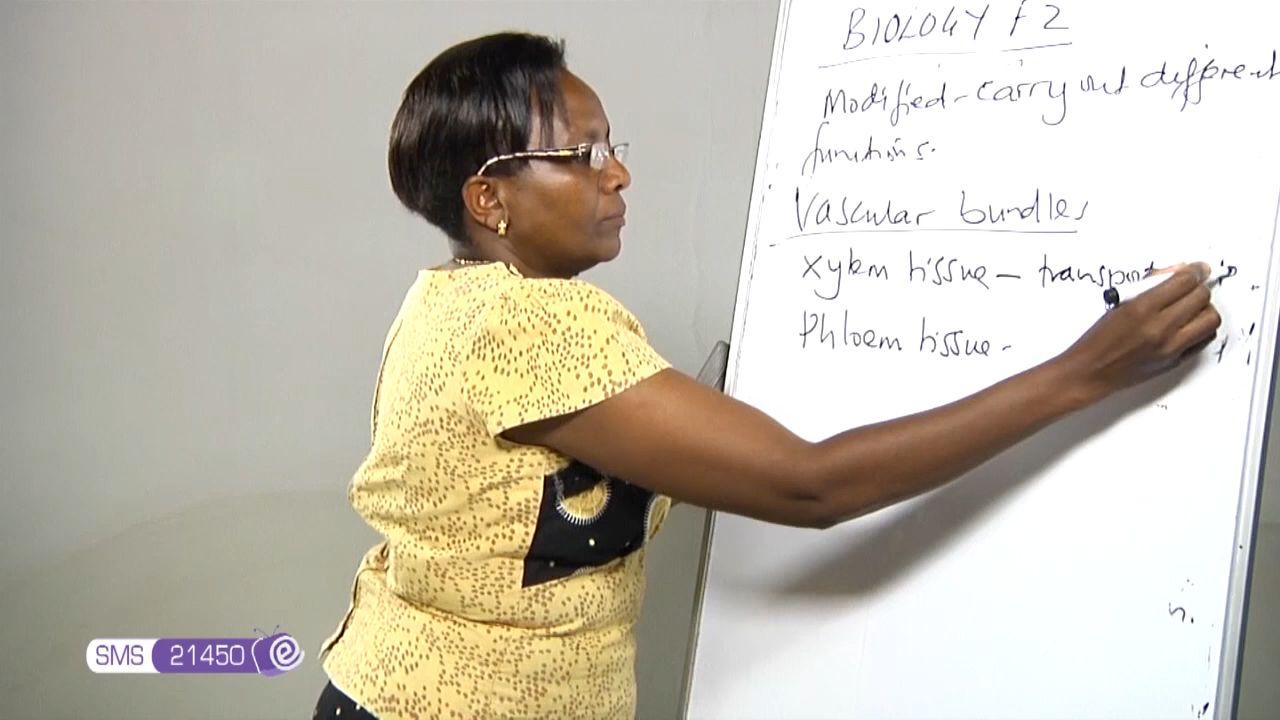 BIOLOGY F2
Modified - carry out different
functions.
Vascular bundles
Xylem tissue - transport
Phloem tissue -
SMS 21450 e